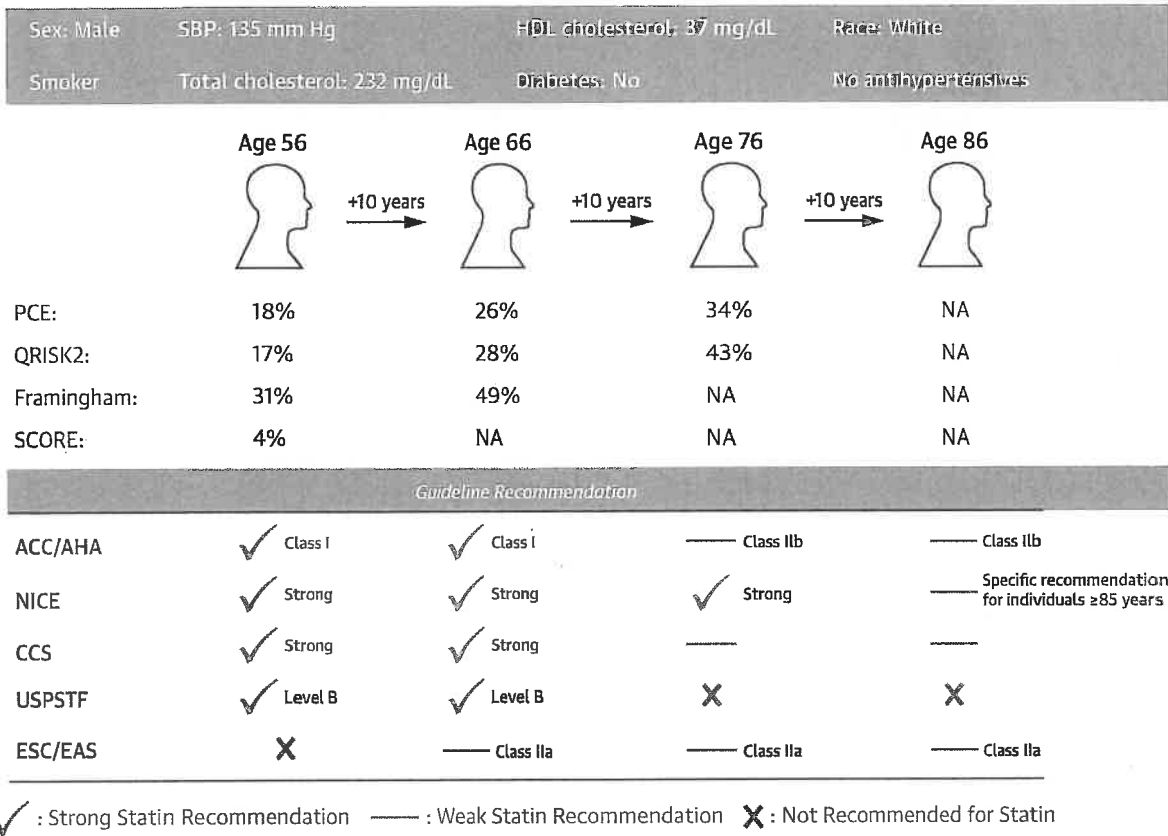 Sex: Male SBP: 135 mm Hg HDL cholesterol: 37 mg/dL Race: White
Smoker Total cholesterol: 232 mg/dL Diabetes: No No antihypertensives
Age 56 Age 66 Age 76 Age 86
+10 years +10 years +10 years
PCE: 18% 26% 34% NA
QRISK2: 17% 28% 43% NA
Framingham: 31% 49% NA NA
SCORE: 4% NA NA NA
Guideline Recommendation
ACC/AHA Class I Class I Class IIb Class IIb
NICE Strong Strong Strong Specific recommendation
for individuals ≥85 years
CCS Strong Strong
USPSTF Level B Level B
ESC/EAS Class IIa Class IIa Class IIa
: Strong Statin Recommendation : Weak Statin Recommendation : Not Recommended for Statin